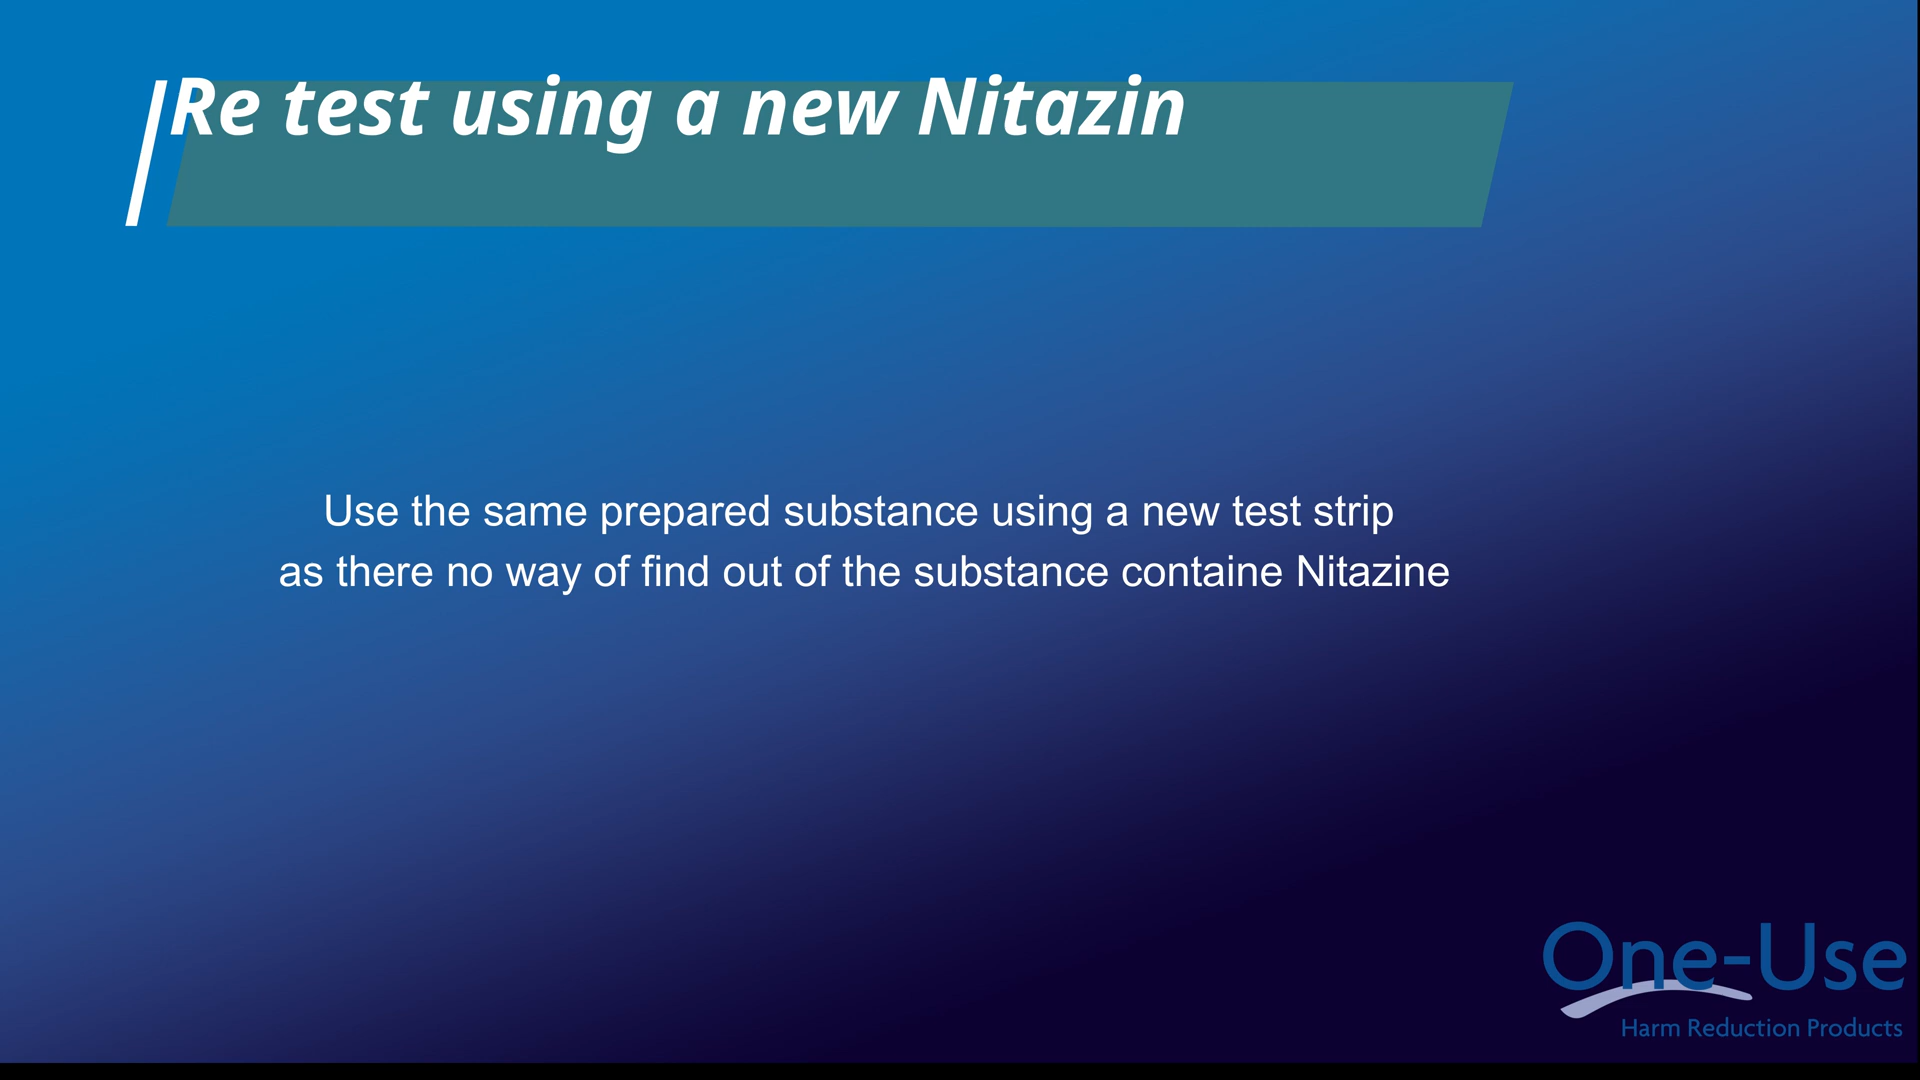 Re test using a new Nitazin
Use the same prepared substance using a new test strip
as there no way of find out of the substance containe Nitazine
One-Use
Harm Reduction Products